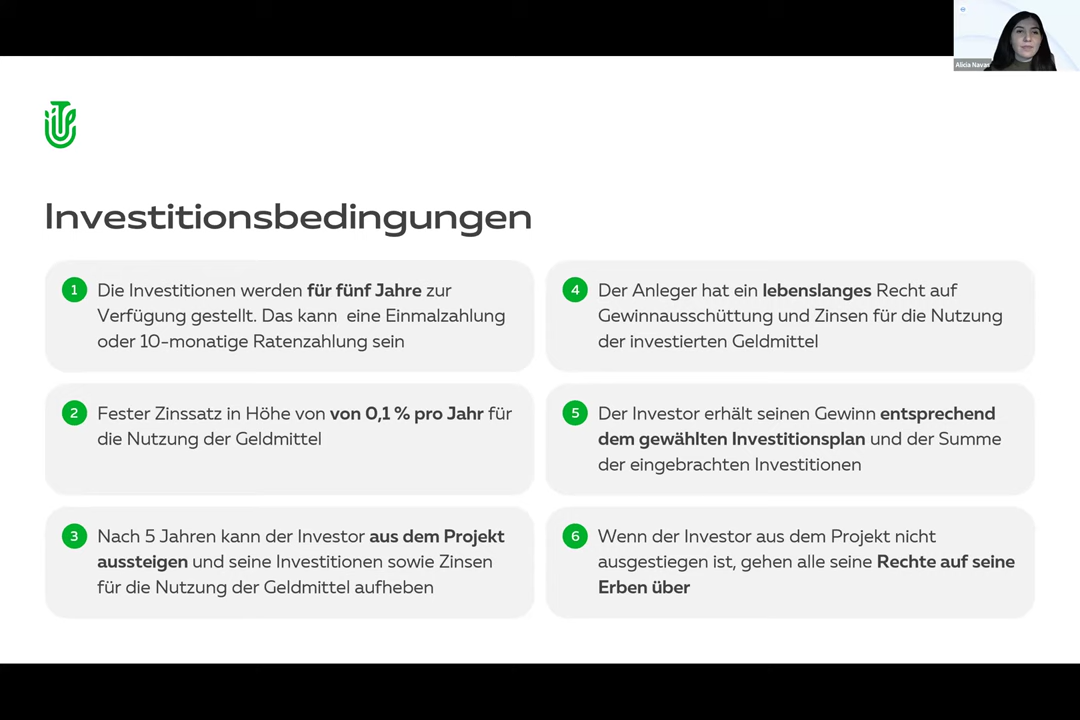 Alicia Navas
Investitionsbedingungen
1
Die Investitionen werden für fünf Jahre zur
Verfügung gestellt. Das kann eine Einmalzahlung
oder 10-monatige Ratenzahlung sein
2
Fester Zinssatz in Höhe von von 0,1 % pro Jahr für
die Nutzung der Geldmittel
3
Nach 5 Jahren kann der Investor aus dem Projekt
aussteigen und seine Investitionen sowie Zinsen
für die Nutzung der Geldmittel aufheben
4
Der Anleger hat ein lebenslanges Recht auf
Gewinnausschüttung und Zinsen für die Nutzung
der investierten Geldmittel
5
Der Investor erhält seinen Gewinn entsprechend
dem gewählten Investitionsplan und der Summe
der eingebrachten Investitionen
6
Wenn der Investor aus dem Projekt nicht
ausgestiegen ist, gehen alle seine Rechte auf seine
Erben über